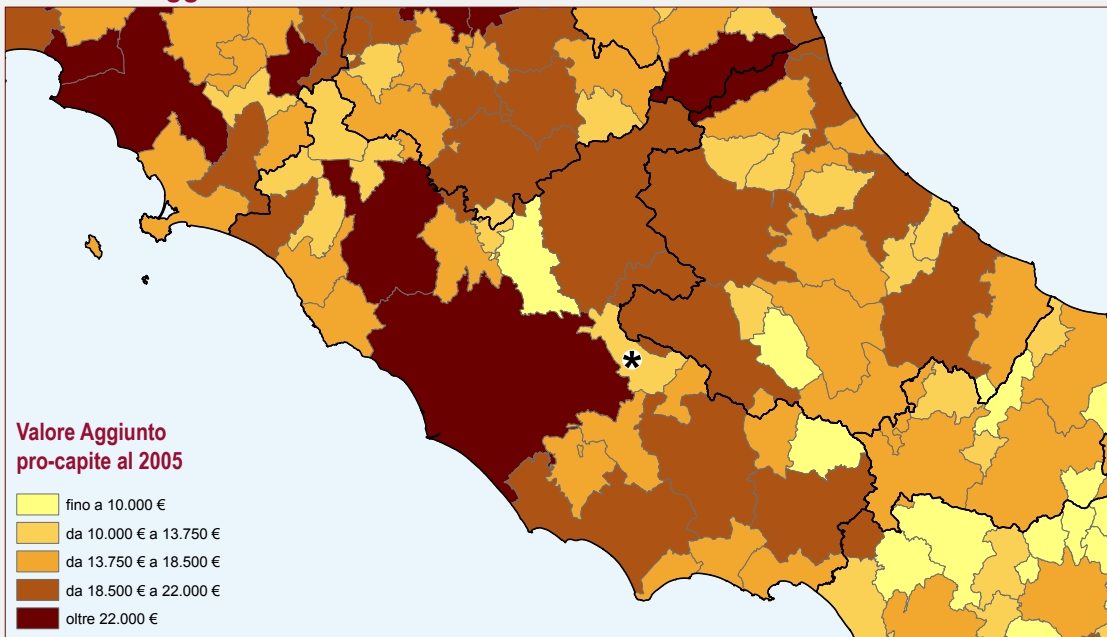 Valore Aggiunto
pro-capite al 2005
fino a 10.000 €
da 10.000 € a 13.750 €
da 13.750 € a 18.500 €
da 18.500 € a 22.000 €
oltre 22.000 €